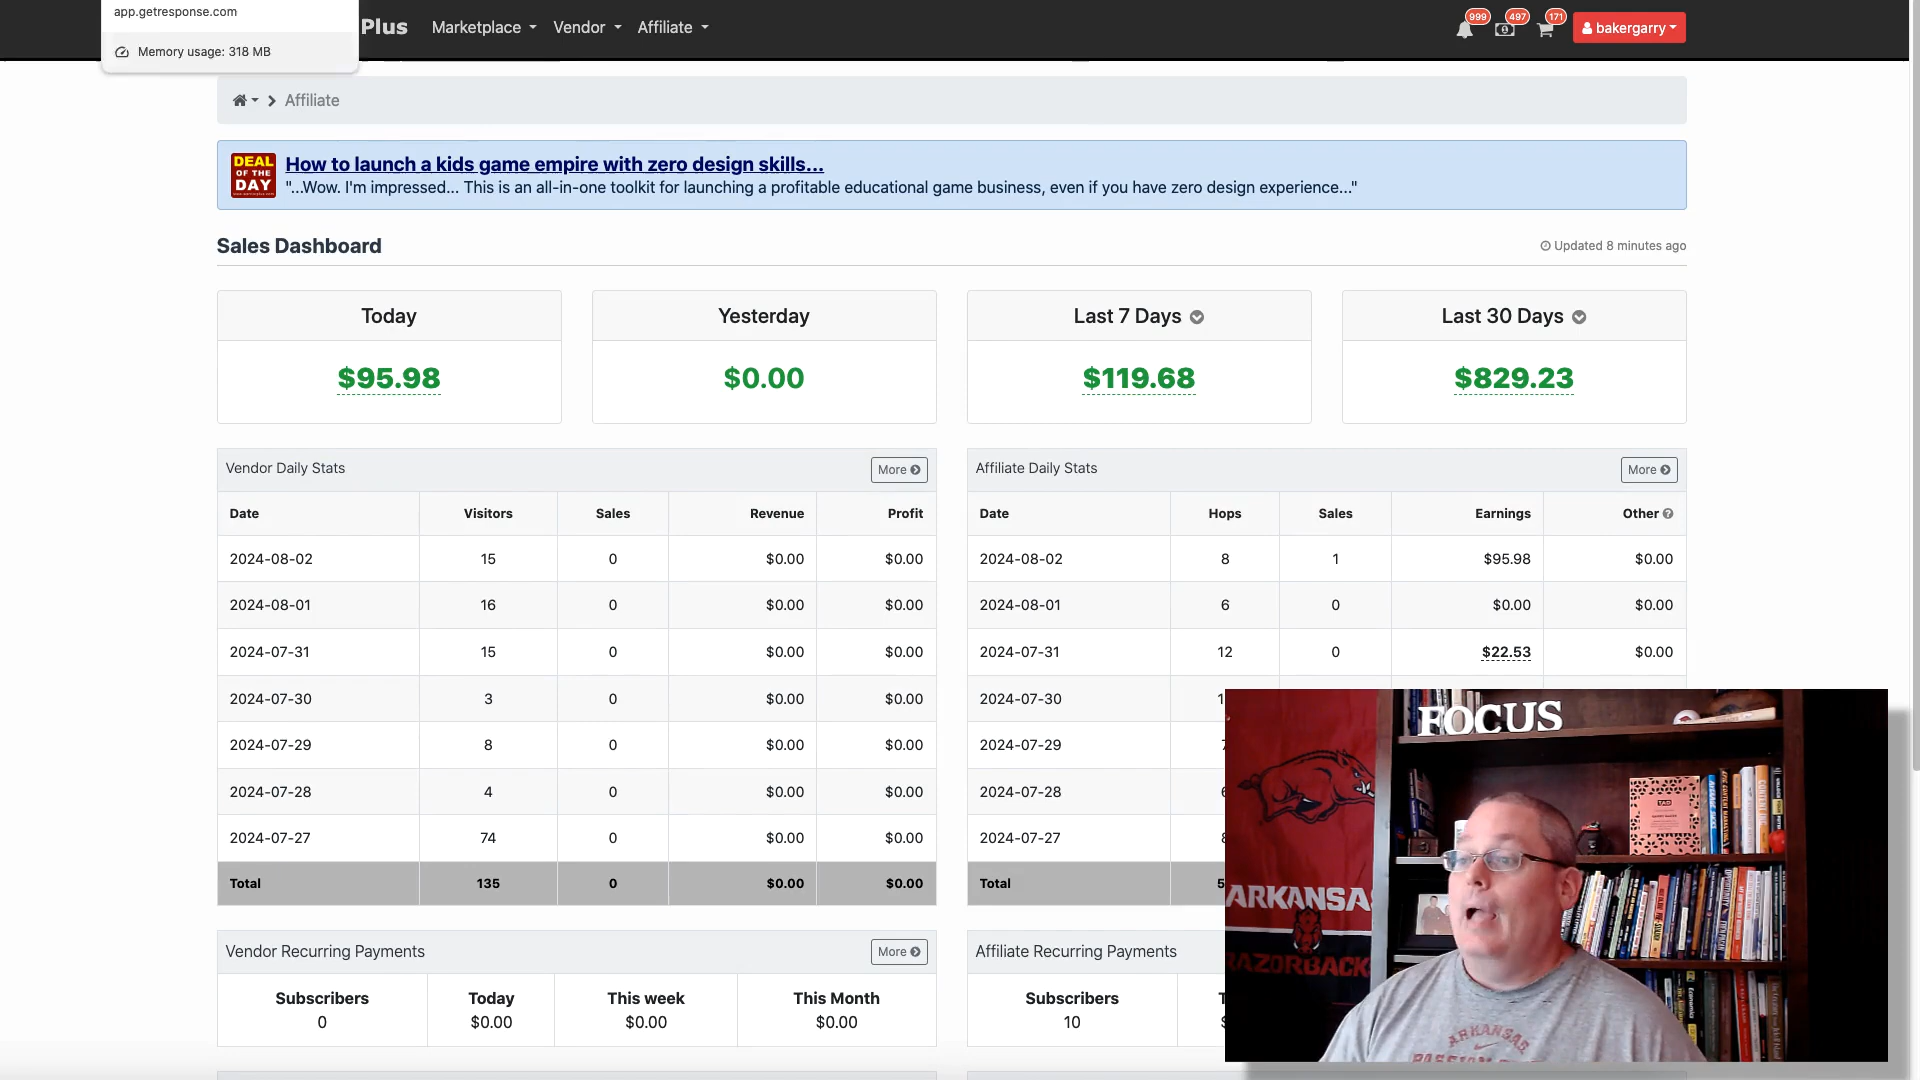 app.getresponse.com
Memory usage: 318 MB
Plus
Marketplace
Vendor
Affiliate
999
497
171
bakergarry
Affiliate
DEAL
OF THE
DAY
How to launch a kids game empire with zero design skills...
"...Wow. I'm impressed... This is an all-in-one toolkit for launching a profitable educational game business, even if you have zero design experience..."
Sales Dashboard
Updated 8 minutes ago
Today
$95.98
Yesterday
$0.00
Last 7 Days
$119.68
Last 30 Days
$829.23
Vendor Daily Stats
More
Date Visitors Sales Revenue Profit
2024-08-02 15 0 $0.00 $0.00
2024-08-01 16 0 $0.00 $0.00
2024-07-31 15 0 $0.00 $0.00
2024-07-30 3 0 $0.00 $0.00
2024-07-29 8 0 $0.00 $0.00
2024-07-28 4 0 $0.00 $0.00
2024-07-27 74 0 $0.00 $0.00
Total 135 0 $0.00 $0.00
Affiliate Daily Stats
More
Date Hops Sales Earnings Other
2024-08-02 8 1 $95.98 $0.00
2024-08-01 6 0 $0.00 $0.00
2024-07-31 12 0 $22.53 $0.00
2024-07-30
2024-07-29
2024-07-28
2024-07-27
Total
Vendor Recurring Payments
More
Subscribers Today This week This Month
0 $0.00 $0.00 $0.00
Affiliate Recurring Payments
Subscribers
10
FOCUS
ARKANSAS
RAZORBACK
ARKANSAS